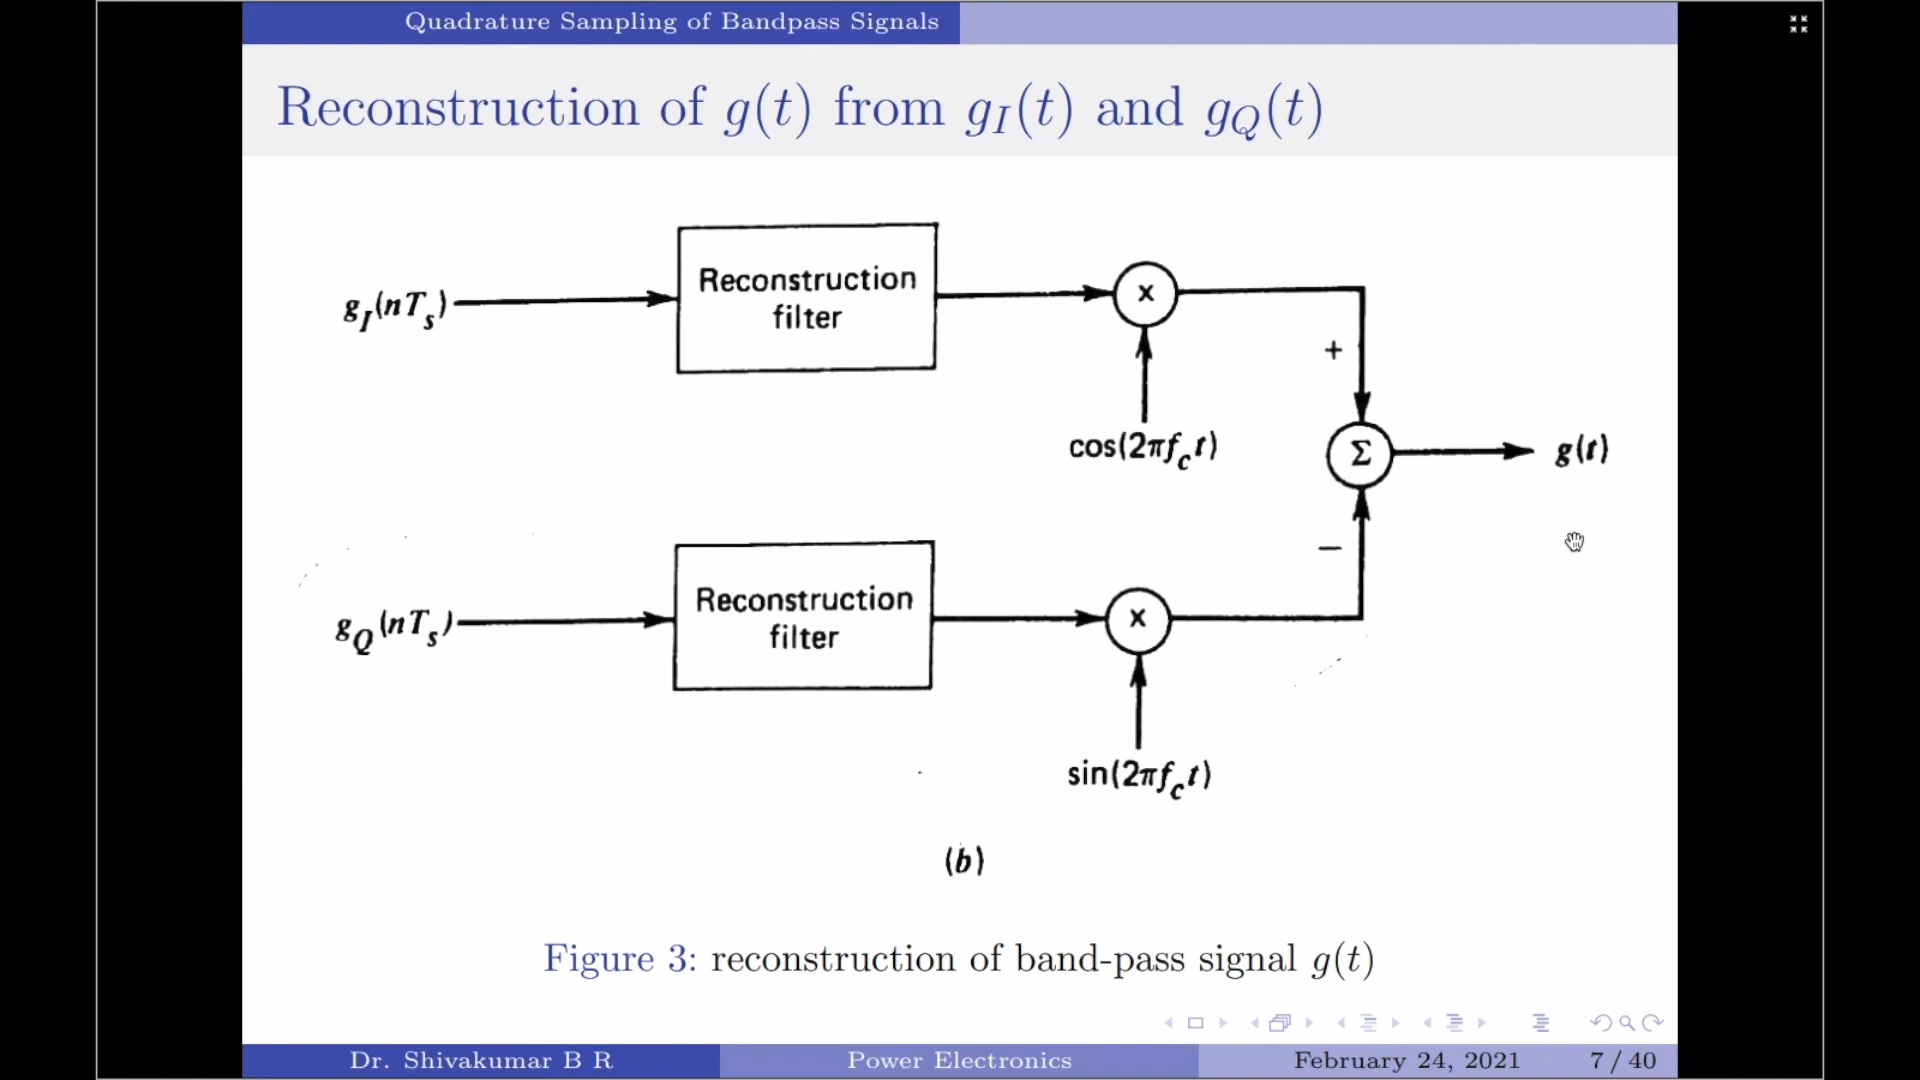 Quadrature Sampling of Bandpass Signals
Reconstruction of g(t) from g_I(t) and g_Q(t)
g_I(nT_s)
Reconstruction
filter
x
cos(2πf_c t)
+
Σ
g(t)
−
g_Q(nT_s)
Reconstruction
filter
x
sin(2πf_c t)
(b)
Figure 3: reconstruction of band-pass signal g(t)
Dr. Shivakumar B R Power Electronics February 24, 2021 7 / 40